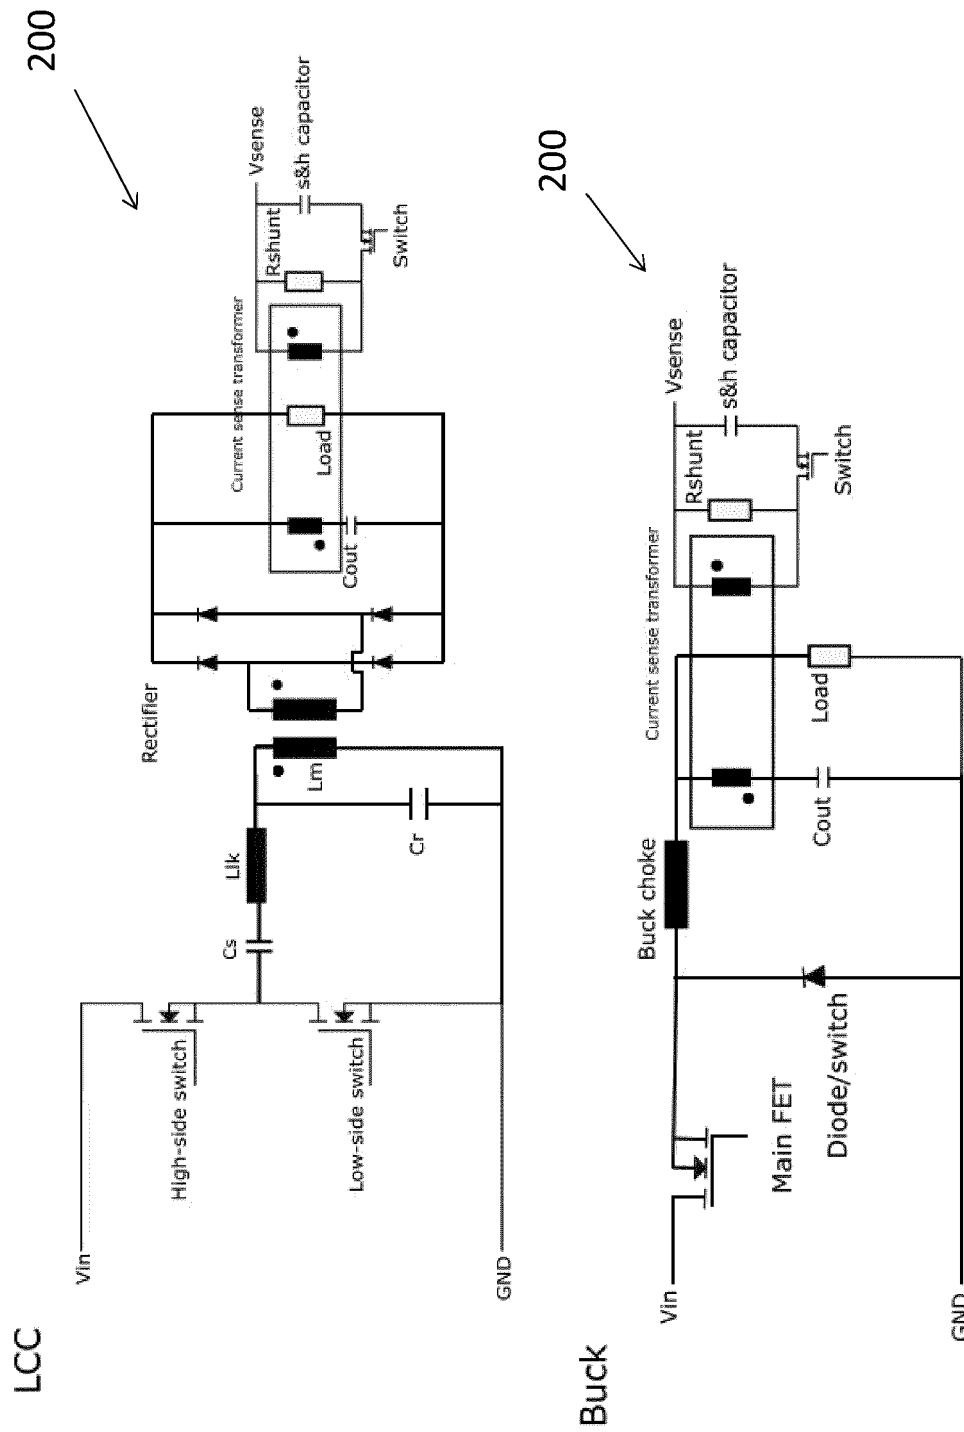 LCC
200
Vin
GND
High-side switch
Low-side switch
Cs
Llk
Cr
Lm
Rectifier
Cout
Load
Current sense transformer
Rshunt
Vsense
s&h capacitor
Switch
Buck
200
Vin
GND
Main FET
Diode/switch
Buck choke
Cout
Load
Current sense transformer
Rshunt
Vsense
s&h capacitor
Switch